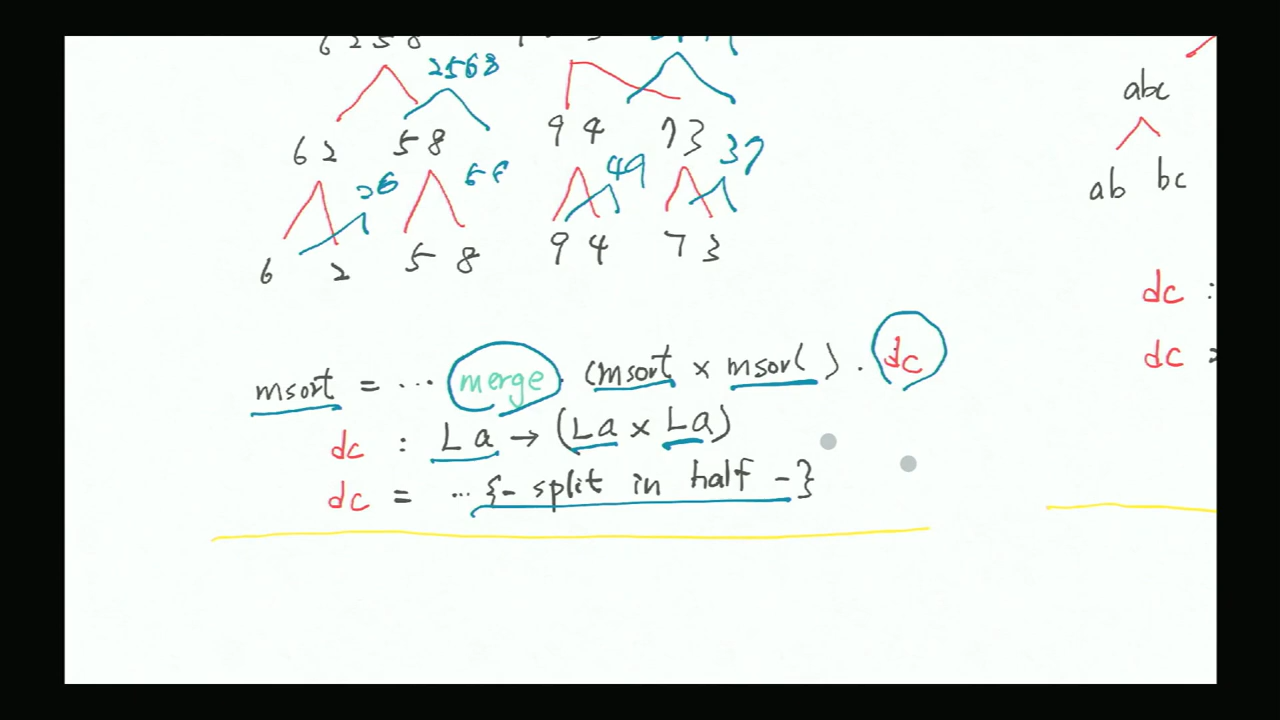 6 2 5 8
2568
abc
6 2 5 8 9 4 7 3
49 37
26
ab bc
6 2 5 8 9 4 7 3
dc :
msort = ... merge . (msort × msort) . dc
dc
dc : La → (La × La)
dc = ... {- split in half -}